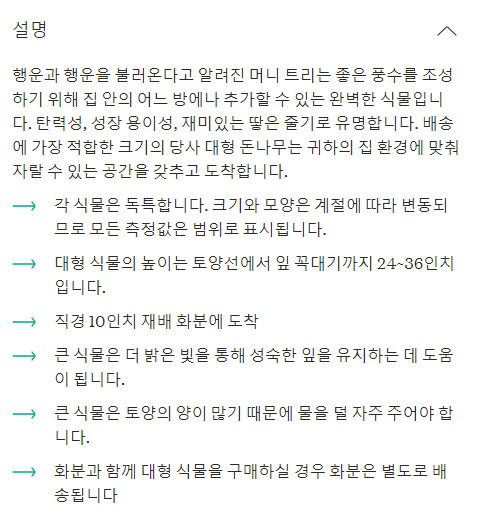 설명
행운과 행운을 불러온다고 알려진 머니 트리는 좋은 풍수를 조성
하기 위해 집 안의 어느 방에나 추가할 수 있는 완벽한 식물입니
다. 탄력성, 성장 용이성, 재미있는 땋은 줄기로 유명합니다. 배송
에 가장 적합한 크기의 당사 대형 돈나무는 귀하의 집 환경에 맞춰
자랄 수 있는 공간을 갖추고 도착합니다.
각 식물은 독특합니다. 크기와 모양은 계절에 따라 변동되
므로 모든 측정값은 범위로 표시됩니다.
대형 식물의 높이는 토양선에서 잎 꼭대기까지 24~36인치
입니다.
직경 10인치 재배 화분에 도착
큰 식물은 더 밝은 빛을 통해 성숙한 잎을 유지하는 데 도움
이 됩니다.
큰 식물은 토양의 양이 많기 때문에 물을 덜 자주 주어야 합
니다.
화분과 함께 대형 식물을 구매하실 경우 화분은 별도로 배
송됩니다